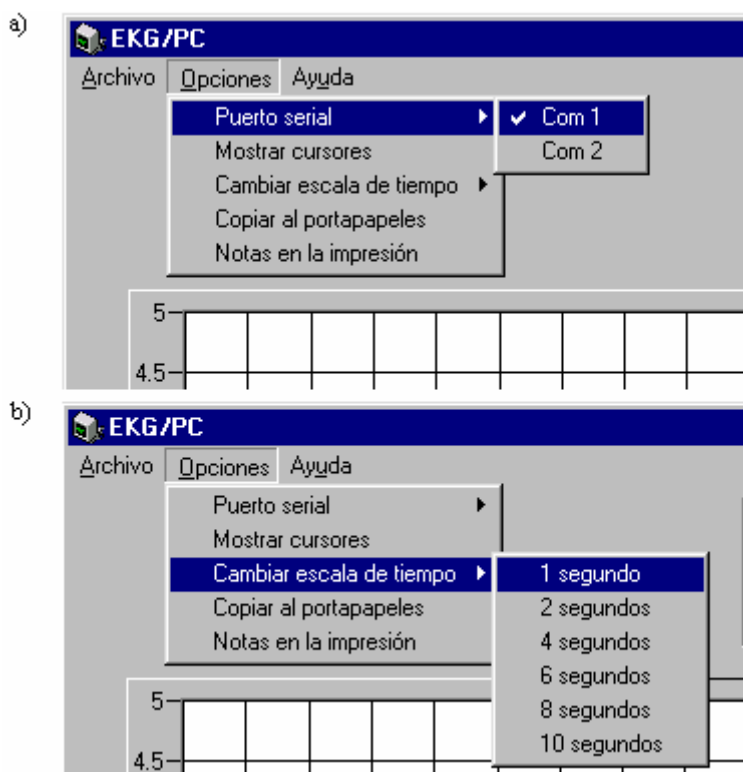 a)
EKG/PC
Archivo Opciones Ayuda
Puerto serial Com 1
Mostrar cursores Com 2
Cambiar escala de tiempo
Copiar al portapapeles
Notas en la impresión
5
4.5
b)
EKG/PC
Archivo Opciones Ayuda
Puerto serial
Mostrar cursores
Cambiar escala de tiempo 1 segundo
Copiar al portapapeles 2 segundos
Notas en la impresión 4 segundos
6 segundos
5 8 segundos
4.5 10 segundos